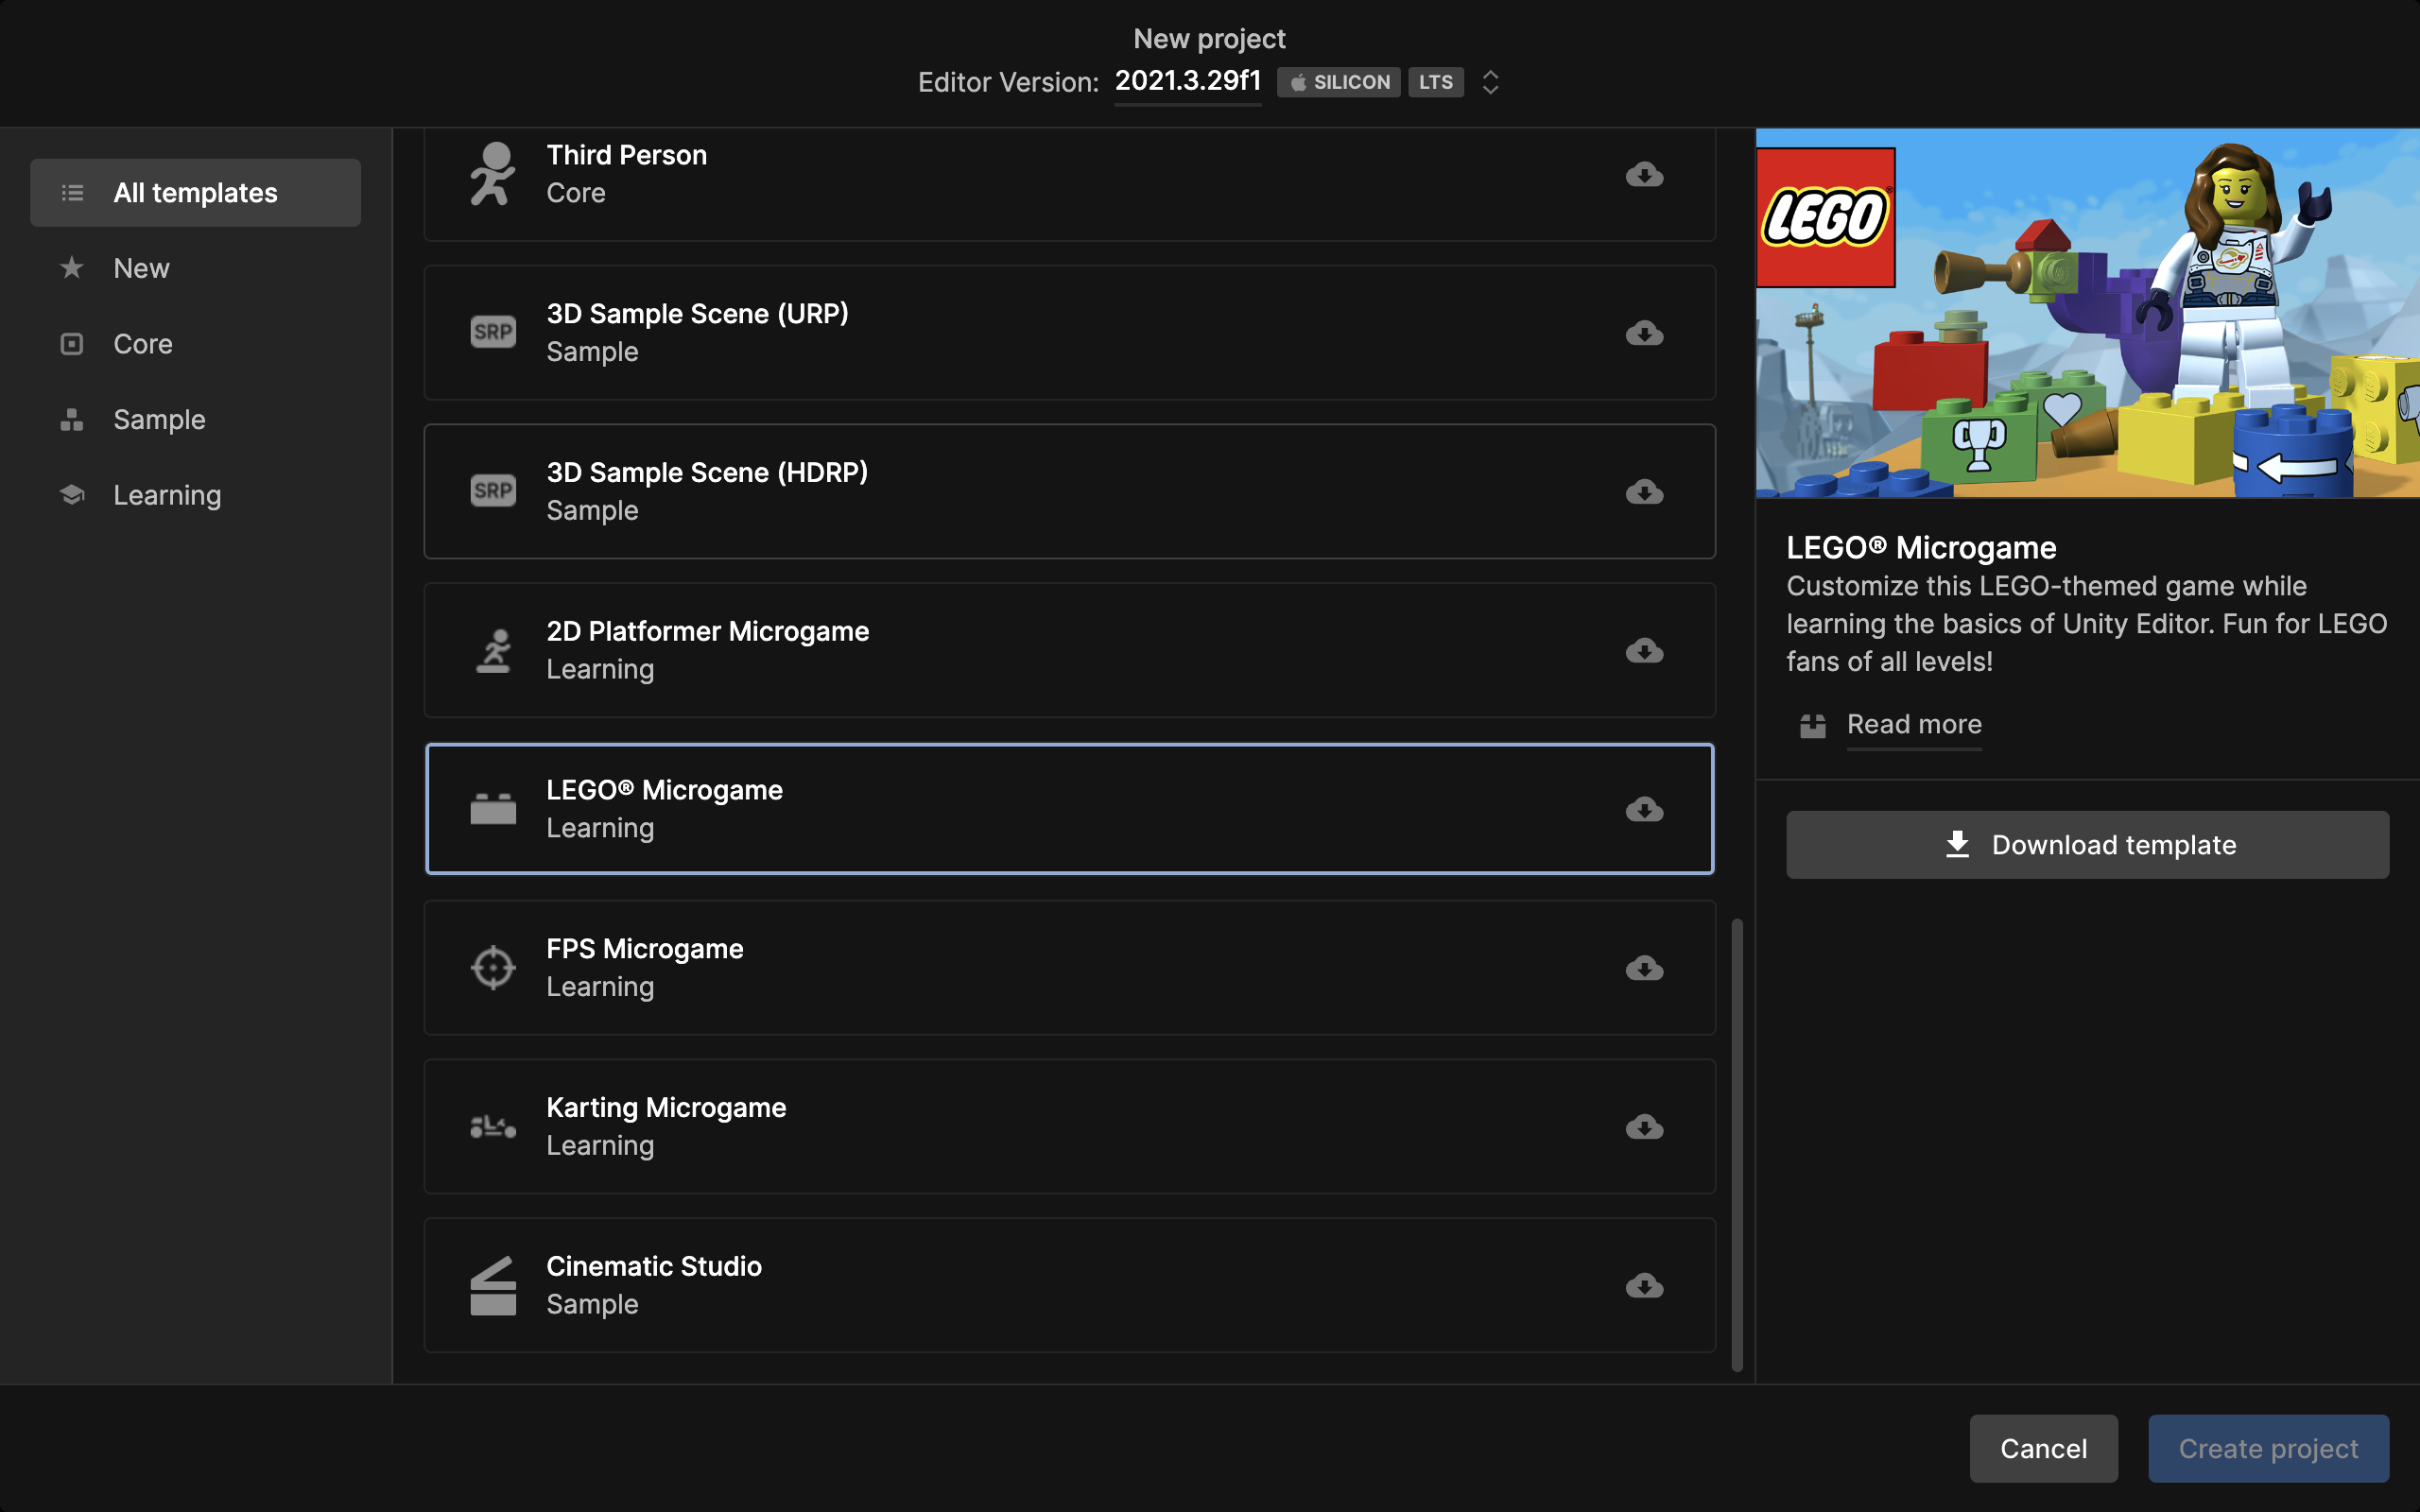 New project
Editor Version: 2021.3.29f1 SILICON LTS
All templates
New
Core
Sample
Learning
Third Person
Core
SRP
3D Sample Scene (URP)
Sample
SRP
3D Sample Scene (HDRP)
Sample
2D Platformer Microgame
Learning
LEGO® Microgame
Learning
FPS Microgame
Learning
Karting Microgame
Learning
Cinematic Studio
Sample
LEGO®
LEGO® Microgame
Customize this LEGO-themed game while
learning the basics of Unity Editor. Fun for LEGO
fans of all levels!
Read more
Download template
Cancel
Create project